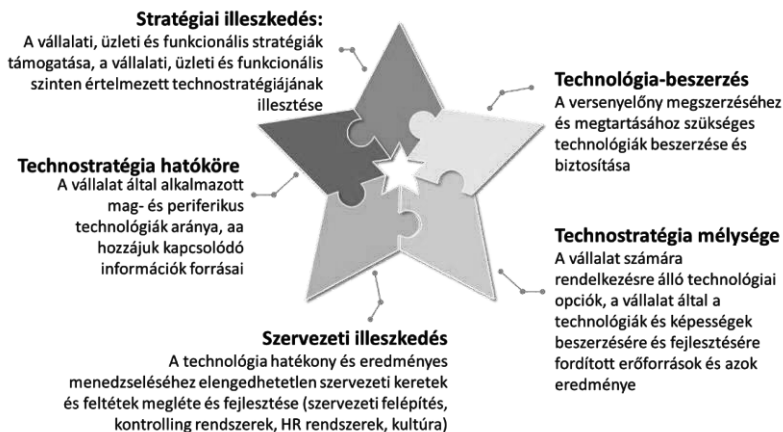 Stratégiai illeszkedés:
A vállalati, üzleti és funkcionális stratégiák
támogatása, a vállalati, üzleti és funkcionális
szinten értelmezett technostratégiájának
illesztése
Technológia-beszerzés
A versenyelőny megszerzéséhez
és megtartásához szükséges
technológiák beszerzése és
biztosítása
Technostratégia hatóköre
A vállalat által alkalmazott
mag- és periferikus
technológiák aránya, aa
hozzájuk kapcsolódó
információk forrásai
Technostratégia mélysége
A vállalat számára
rendelkezésre álló technológiai
opciók, a vállalat által a
technológiák és képességek
beszerzésére és fejlesztésére
fordított erőforrások és azok
eredménye
Szervezeti illeszkedés
A technológia hatékony és eredményes
menedzseléséhez elengedhetetlen szervezeti keretek
és feltétek megléte és fejlesztése (szervezeti felépítés,
kontrolling rendszerek, HR rendszerek, kultúra)